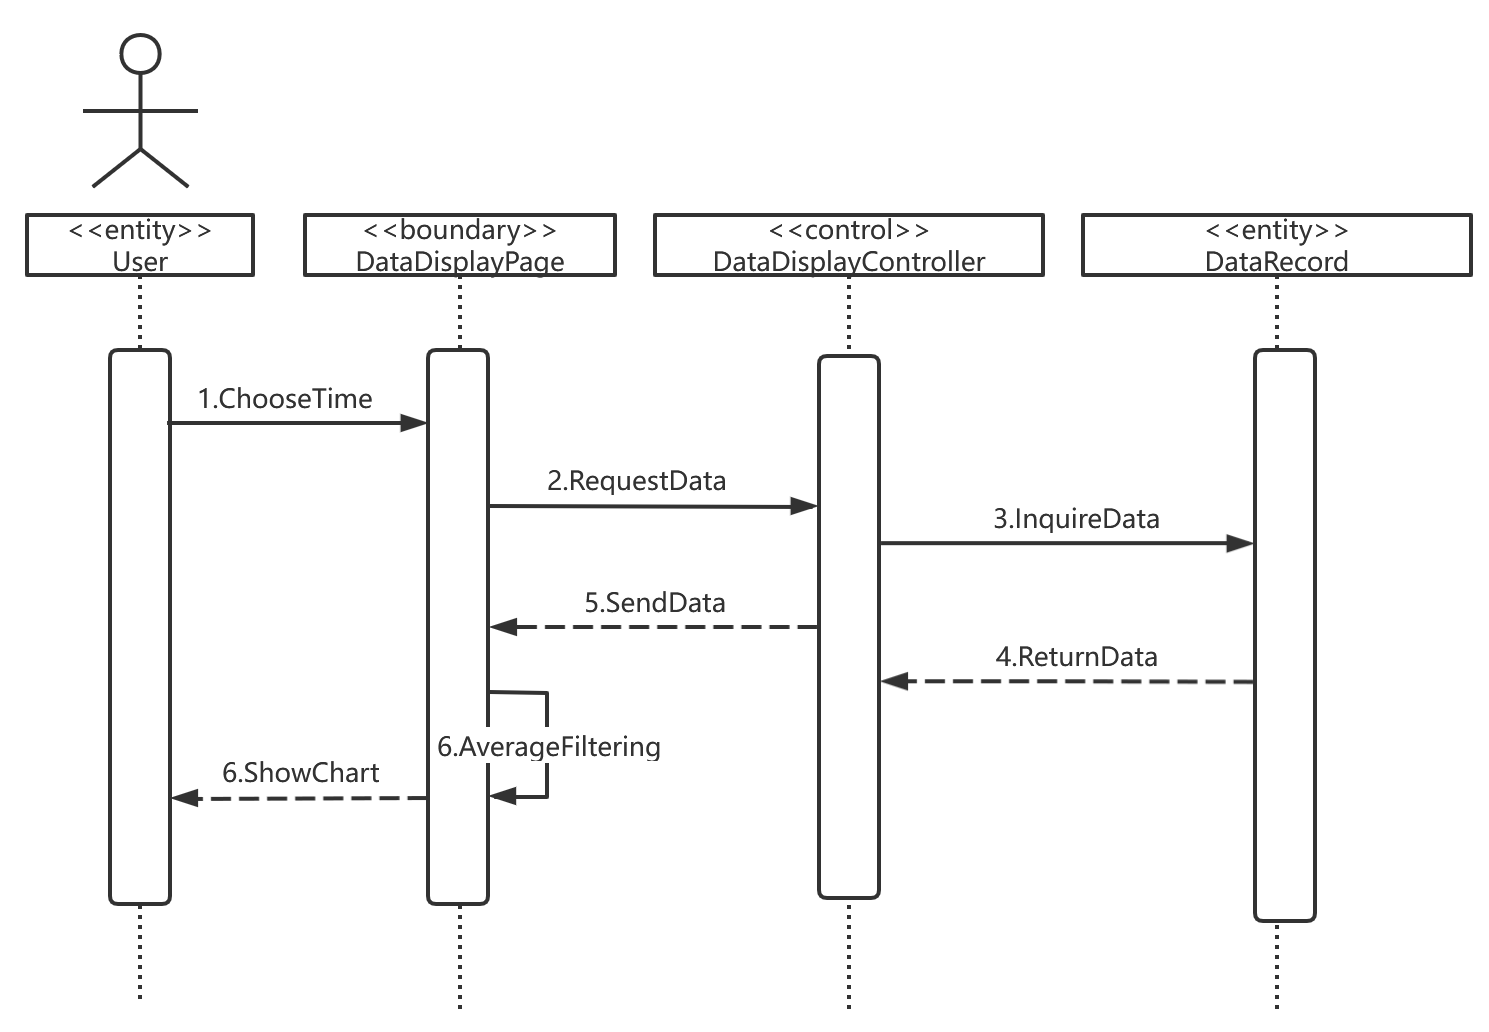 <<entity>>
User
<<boundary>>
DataDisplayPage
<<control>>
DataDisplayController
<<entity>>
DataRecord
1.ChooseTime
2.RequestData
3.InquireData
5.SendData
4.ReturnData
6.AverageFiltering
6.ShowChart